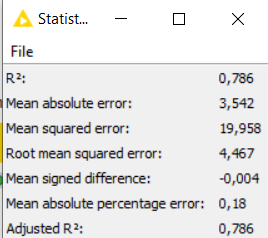 Statist...
File
R²: 0,786
Mean absolute error: 3,542
Mean squared error: 19,958
Root mean squared error: 4,467
Mean signed difference: -0,004
Mean absolute percentage error: 0,18
Adjusted R²: 0,786